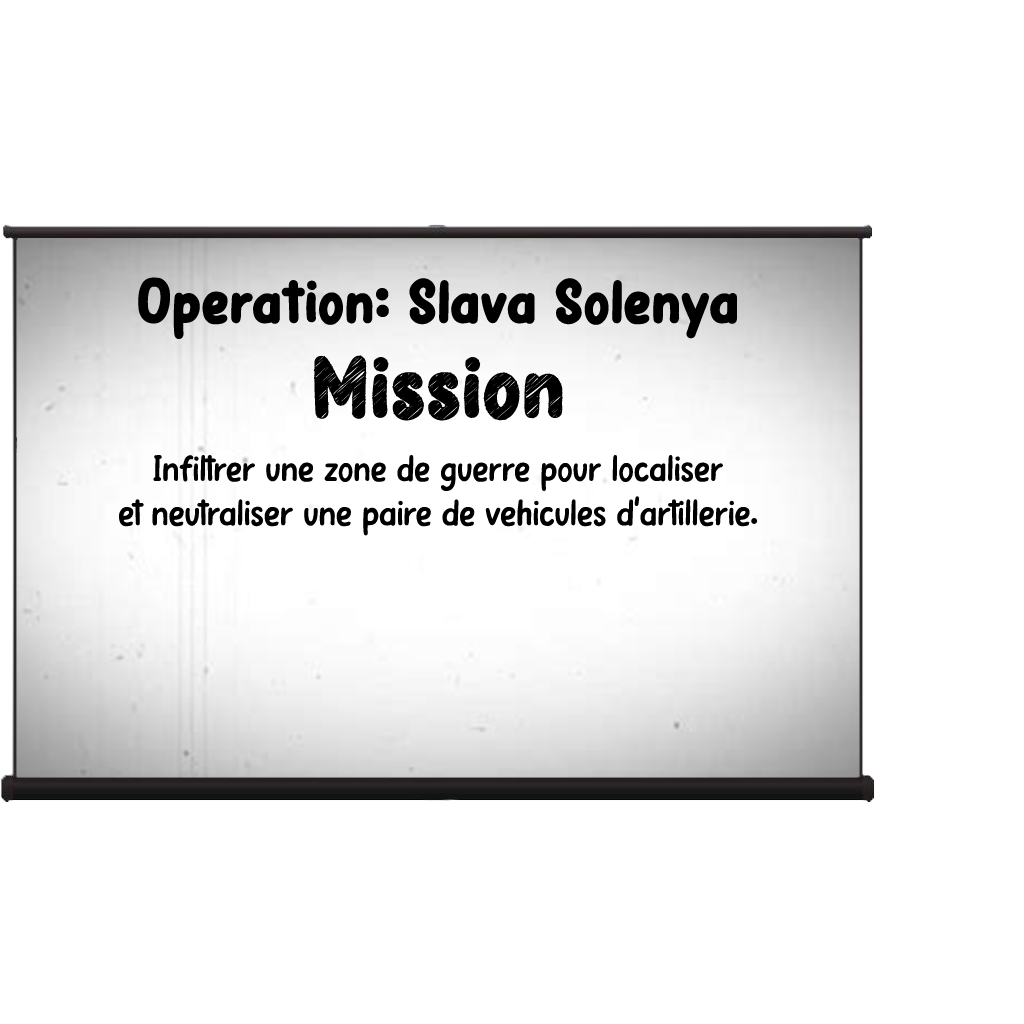 Operation: Slava Solenya
Mission
Infiltrer une zone de guerre pour localiser
et neutraliser une paire de vehicules d'artillerie.